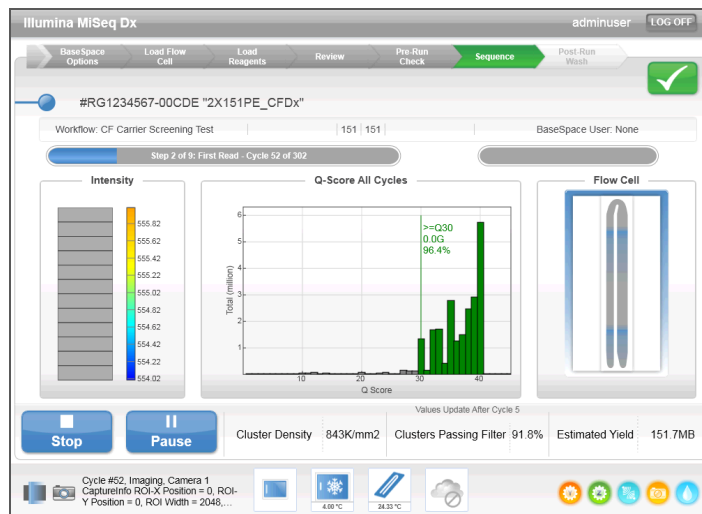 Illumina MiSeq Dx
adminuser
LOG OFF
BaseSpace Options
Load Flow Cell
Load Reagents
Review
Pre-Run Check
Sequence
Post-Run Wash
#RG1234567-00CDE "2X151PE_CFDx"
Workflow: CF Carrier Screening Test
151
151
BaseSpace User: None
Step 2 of 9: First Read - Cycle 52 of 302
Intensity
555.82
555.62
555.42
555.22
555.02
554.82
554.62
554.42
554.22
554.02
Q-Score All Cycles
Total (million)
6
5
4
3
2
1
>=Q30
0.0G
96.4%
10
20
30
40
Q Score
Flow Cell
Values Update After Cycle 5
Stop
Pause
Cluster Density
843K/mm2
Clusters Passing Filter
91.8%
Estimated Yield
151.7MB
Cycle #52, Imaging, Camera 1
CaptureInfo ROI-X Position = 0, ROI-
Y Position = 0, ROI Width = 2048,...
4.00 °C
24.33 °C